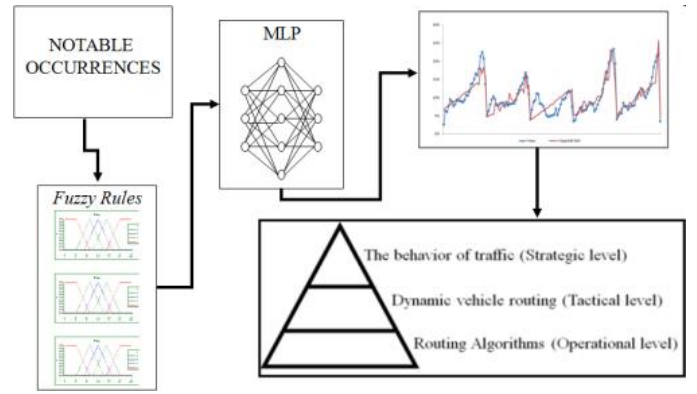 NOTABLE
OCCURRENCES
MLP
Fuzzy Rules
The behavior of traffic (Strategic level)
Dynamic vehicle routing (Tactical level)
Routing Algorithms (Operational level)